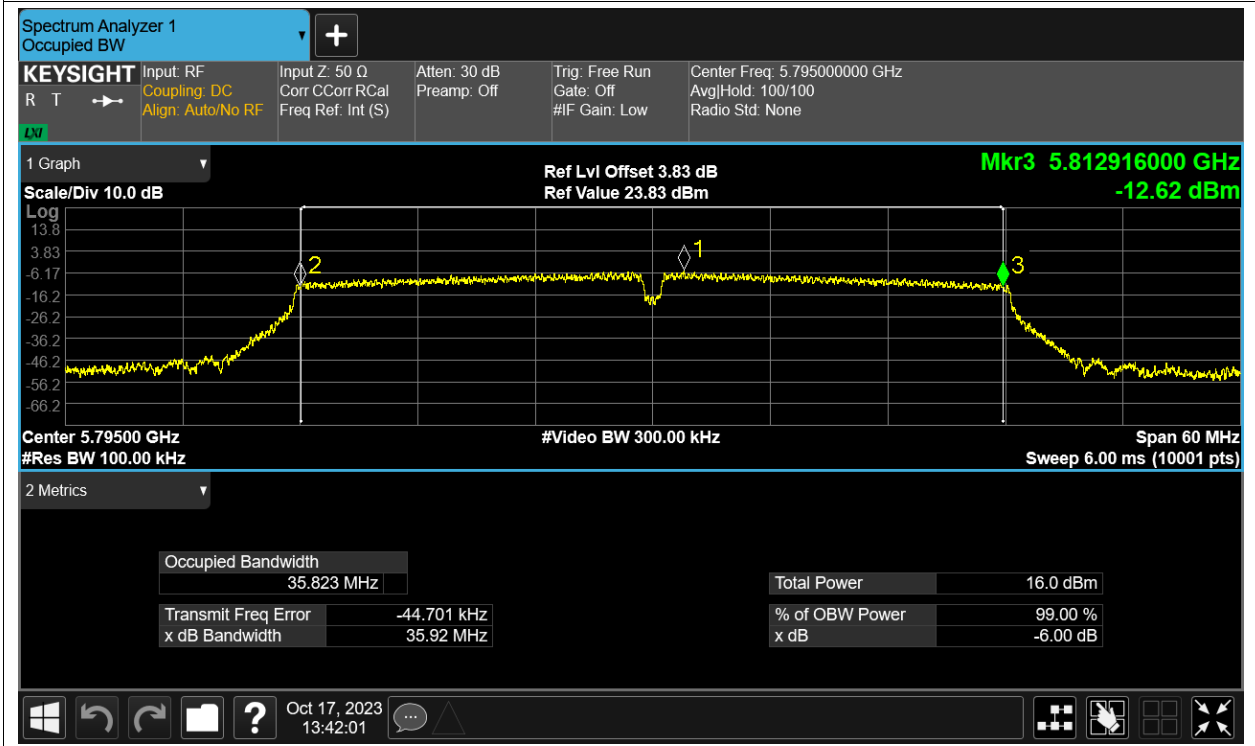 Spectrum Analyzer 1
Occupied BW
KEYSIGHT
R T
LXI
Input: RF
Coupling: DC
Align: Auto/No RF
Input Z: 50 Ω
Corr CCorr RCal
Freq Ref: Int (S)
Atten: 30 dB
Preamp: Off
Trig: Free Run
Gate: Off
#IF Gain: Low
Center Freq: 5.795000000 GHz
Avg|Hold: 100/100
Radio Std: None
1 Graph
Scale/Div 10.0 dB
Ref Lvl Offset 3.83 dB
Ref Value 23.83 dBm
Mkr3 5.812916000 GHz
-12.62 dBm
Log
13.8
3.83
-6.17
-16.2
-26.2
-36.2
-46.2
-56.2
-66.2
2
1
3
Center 5.79500 GHz
#Video BW 300.00 kHz
Span 60 MHz
#Res BW 100.00 kHz
Sweep 6.00 ms (10001 pts)
2 Metrics
Occupied Bandwidth
35.823 MHz
Total Power 16.0 dBm
Transmit Freq Error -44.701 kHz
% of OBW Power 99.00 %
x dB Bandwidth 35.92 MHz
x dB -6.00 dB
?
Oct 17, 2023
13:42:01